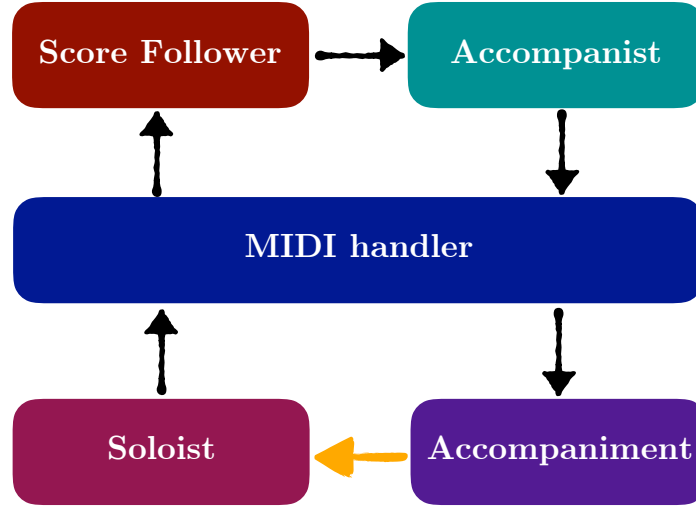 Score Follower
Accompanist
MIDI handler
Soloist
Accompaniment